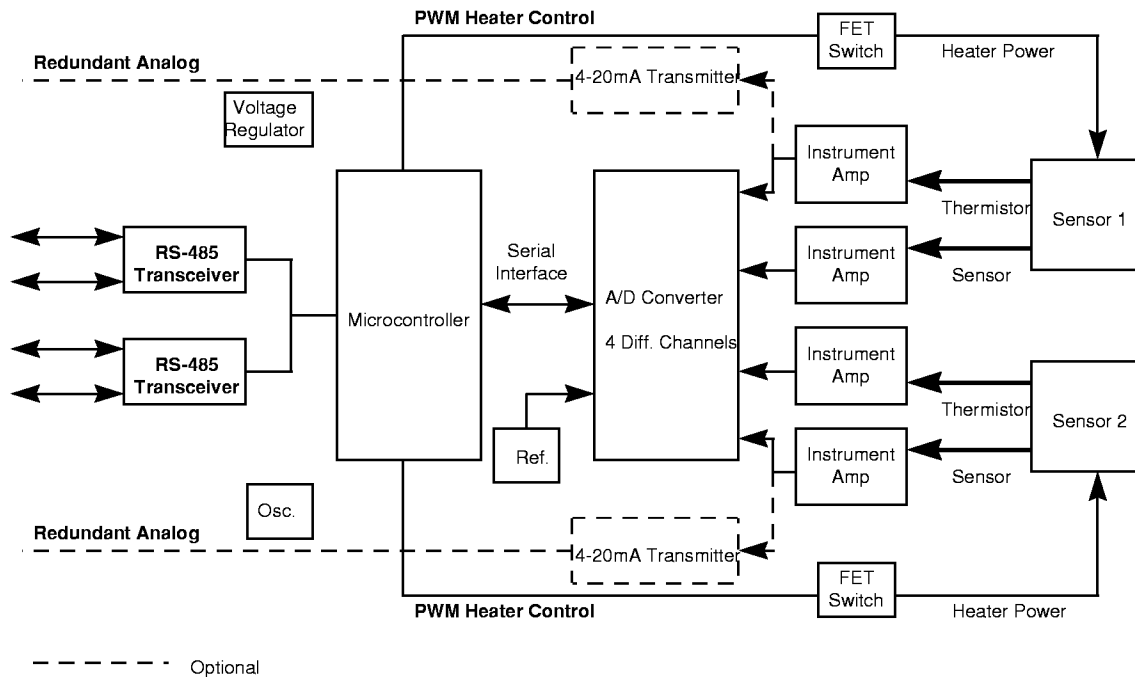 PWM Heater Control
FET
Switch
Heater Power
Redundant Analog
4-20mA Transmitter
Voltage
Regulator
Instrument
Amp
Thermistor
Sensor 1
RS-485
Transceiver
Serial
Interface
Instrument
Amp
Sensor
Microcontroller
A/D Converter
4 Diff. Channels
RS-485
Transceiver
Instrument
Amp
Thermistor
Sensor 2
Ref.
Instrument
Amp
Sensor
Osc.
Redundant Analog
4-20mA Transmitter
FET
Switch
PWM Heater Control
Heater Power
Optional